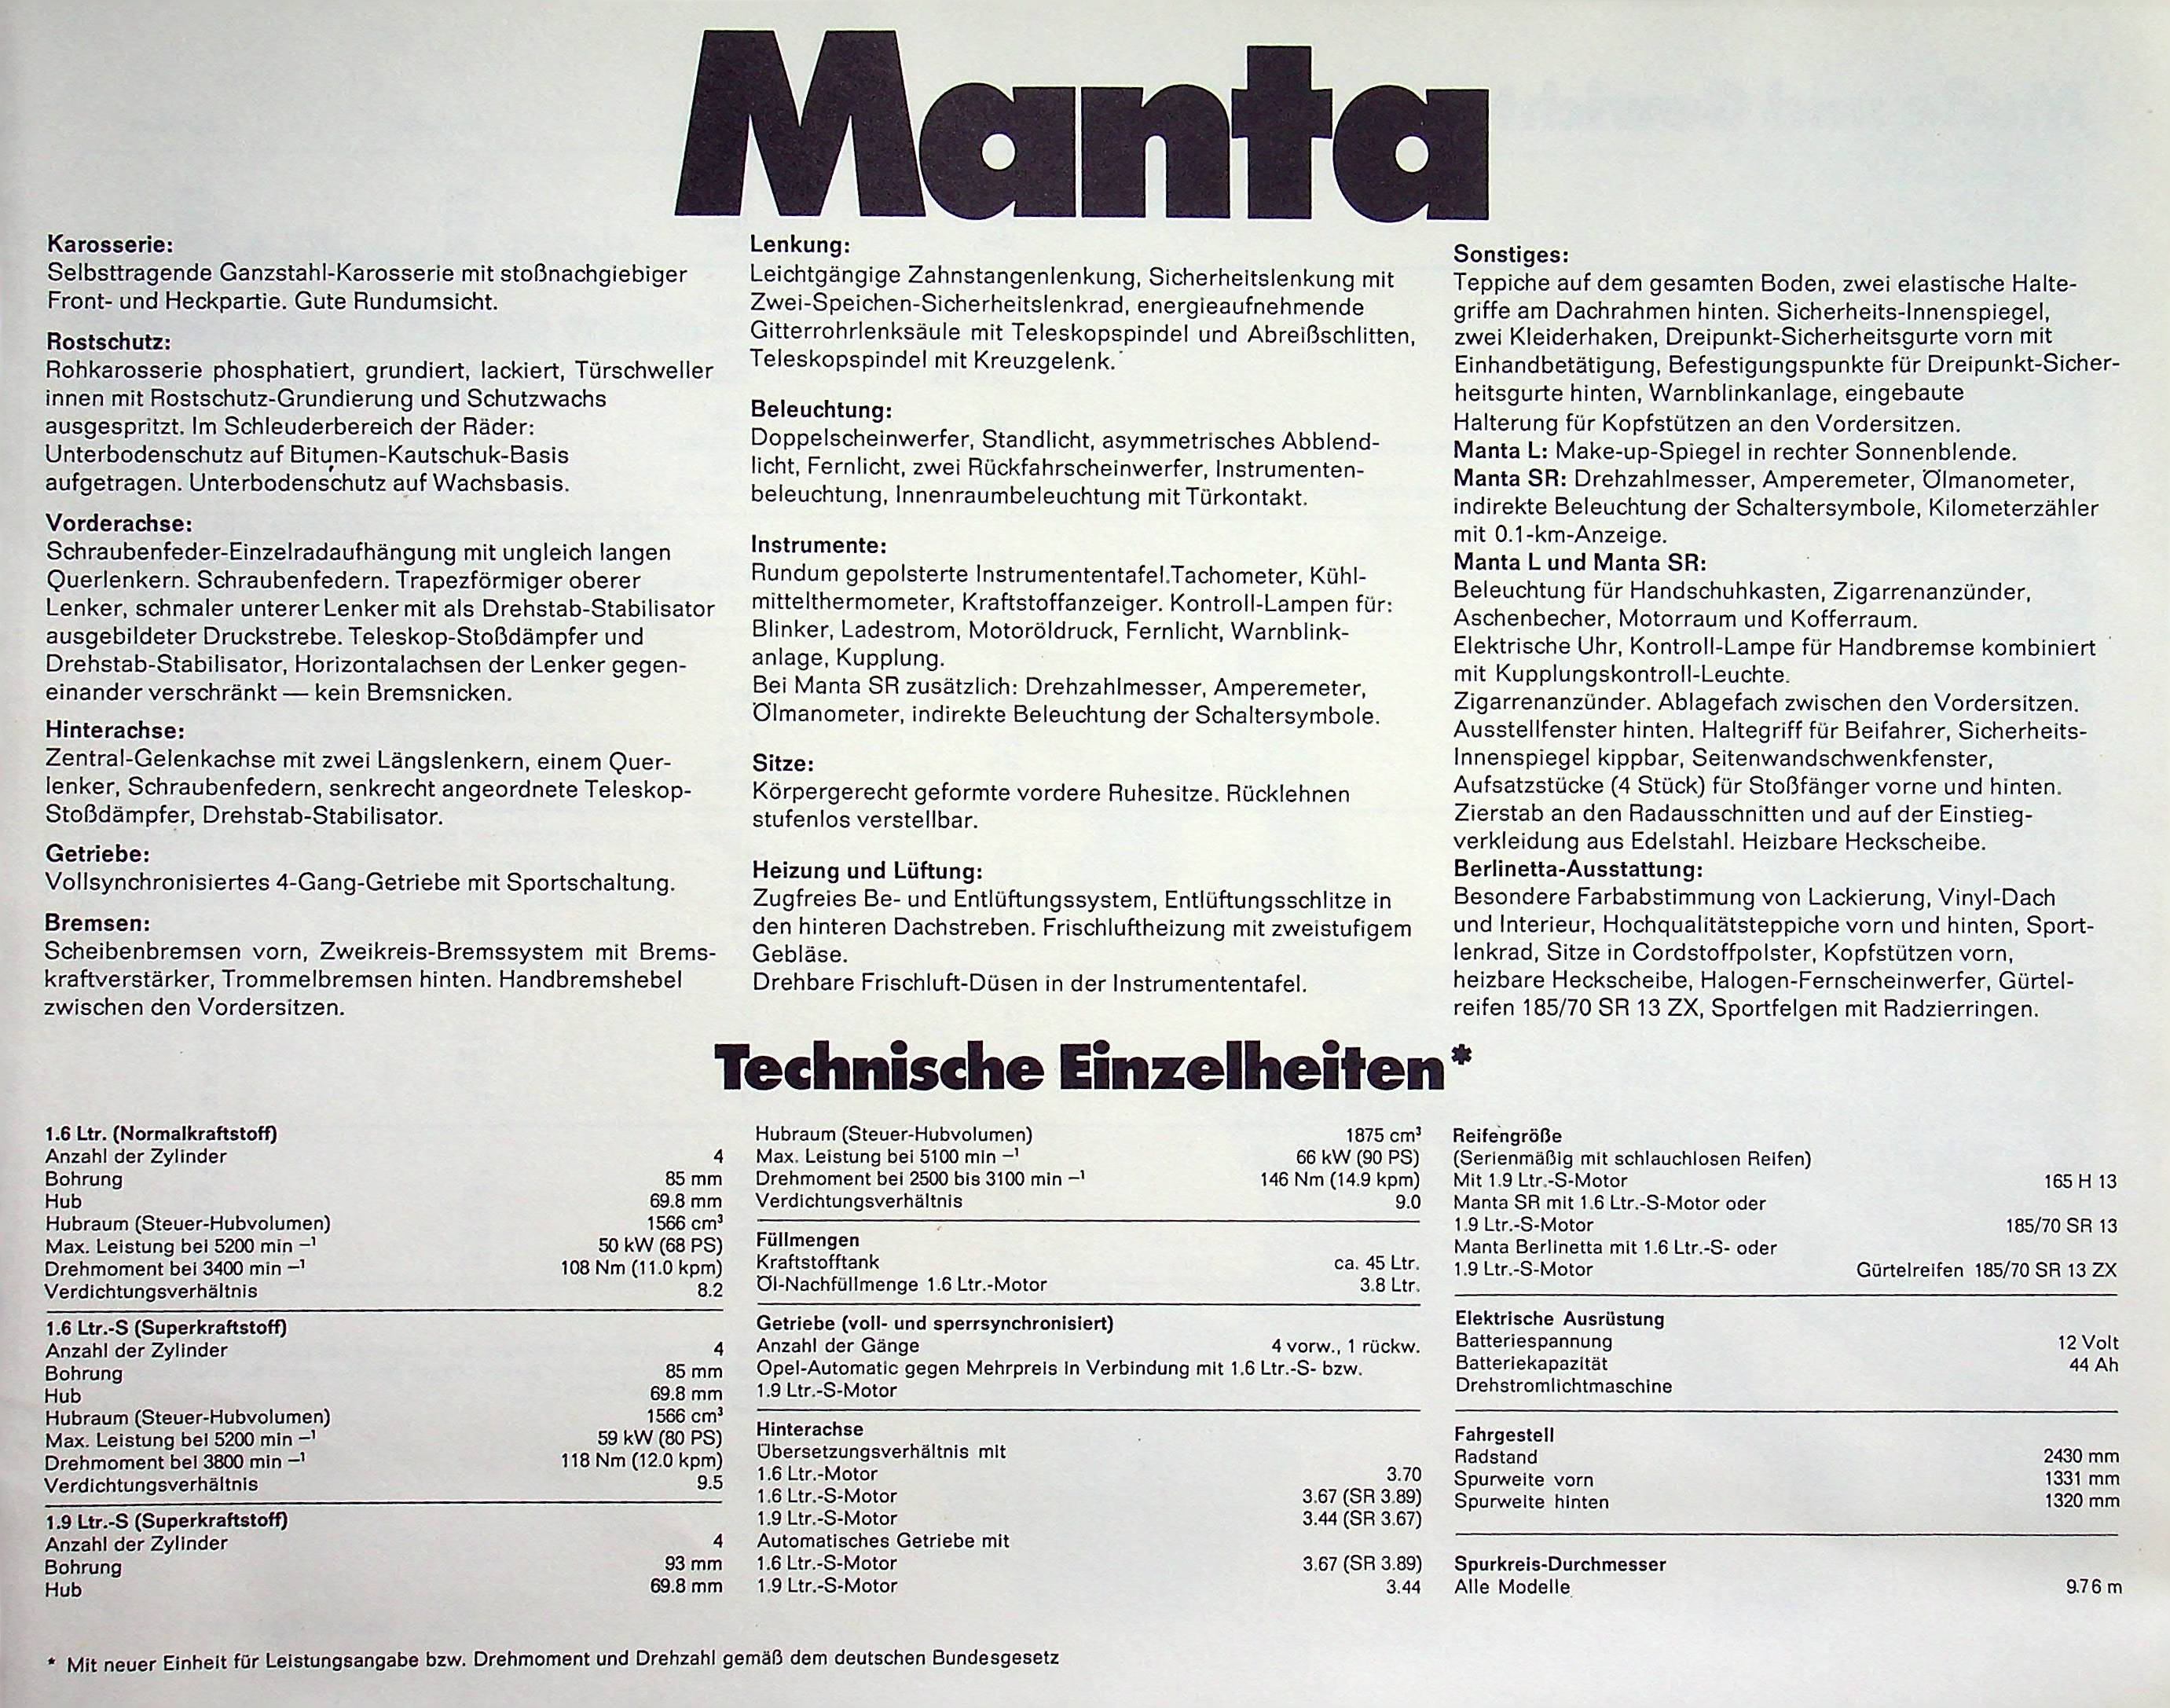 Manta
Karosserie:
Selbsttragende Ganzstahl-Karosserie mit stoßnachgiebiger
Front- und Heckpartie. Gute Rundumsicht.
Rostschutz:
Rohkarosserie phosphatiert, grundiert, lackiert, Türschweller
innen mit Rostschutz-Grundierung und Schutzwachs
ausgespritzt. Im Schleuderbereich der Räder:
Unterbodenschutz auf Bitumen-Kautschuk-Basis
aufgetragen. Unterbodenschutz auf Wachsbasis.
Vorderachse:
Schraubenfeder-Einzelradaufhängung mit ungleich langen
Querlenkern. Schraubenfedern. Trapezförmiger oberer
Lenker, schmaler unterer Lenker mit als Drehstab-Stabilisator
ausgebildeter Druckstrebe. Teleskop-Stoßdämpfer und
Drehstab-Stabilisator, Horizontalachsen der Lenker gegen-
einander verschränkt — kein Bremsnicken.
Hinterachse:
Zentral-Gelenkachse mit zwei Längslenkern, einem Quer-
lenker, Schraubenfedern, senkrecht angeordnete Teleskop-
Stoßdämpfer, Drehstab-Stabilisator.
Getriebe:
Vollsynchronisiertes 4-Gang-Getriebe mit Sportschaltung.
Bremsen:
Scheibenbremsen vorn, Zweikreis-Bremssystem mit Brems-
kraftverstärker, Trommelbremsen hinten. Handbremshebel
zwischen den Vordersitzen.
Lenkung:
Leichtgängige Zahnstangenlenkung, Sicherheitslenkung mit
Zwei-Speichen-Sicherheitslenkrad, energieaufnehmende
Gitterrohrlenksäule mit Teleskopspindel und Abreißschlitten,
Teleskopspindel mit Kreuzgelenk.
Beleuchtung:
Doppelscheinwerfer, Standlicht, asymmetrisches Abblend-
licht, Fernlicht, zwei Rückfahrscheinwerfer, Instrumenten-
beleuchtung, Innenraumbeleuchtung mit Türkontakt.
Instrumente:
Rundum gepolsterte Instrumententafel.Tachometer, Kühl-
mittelthermometer, Kraftstoffanzeiger. Kontroll-Lampen für:
Blinker, Ladestrom, Motoröldruck, Fernlicht, Warnblink-
anlage, Kupplung.
Bei Manta SR zusätzlich: Drehzahlmesser, Amperemeter,
Ölmanometer, indirekte Beleuchtung der Schaltersymbole.
Sitze:
Körpergerecht geformte vordere Ruhesitze. Rücklehnen
stufenlos verstellbar.
Heizung und Lüftung:
Zugfreies Be- und Entlüftungssystem, Entlüftungsschlitze in
den hinteren Dachstreben. Frischluftheizung mit zweistufigem
Gebläse.
Drehbare Frischluft-Düsen in der Instrumententafel.
Sonstiges:
Teppiche auf dem gesamten Boden, zwei elastische Halte-
griffe am Dachrahmen hinten. Sicherheits-Innenspiegel,
zwei Kleiderhaken, Dreipunkt-Sicherheitsgurte vorn mit
Einhandbetätigung, Befestigungspunkte für Dreipunkt-Sicher-
heitsgurte hinten, Warnblinkanlage, eingebaute
Halterung für Kopfstützen an den Vordersitzen.
Manta L: Make-up-Spiegel in rechter Sonnenblende.
Manta SR: Drehzahlmesser, Amperemeter, Ölmanometer,
indirekte Beleuchtung der Schaltersymbole, Kilometerzähler
mit 0.1-km-Anzeige.
Manta L und Manta SR:
Beleuchtung für Handschuhkasten, Zigarrenanzünder,
Aschenbecher, Motorraum und Kofferraum.
Elektrische Uhr, Kontroll-Lampe für Handbremse kombiniert
mit Kupplungskontroll-Leuchte.
Zigarrenanzünder. Ablagefach zwischen den Vordersitzen.
Ausstellfenster hinten. Haltegriff für Beifahrer, Sicherheits-
Innenspiegel kippbar, Seitenwandschwenkfenster,
Aufsatzstücke (4 Stück) für Stoßfänger vorne und hinten.
Zierstab an den Radausschnitten und auf der Einstieg-
verkleidung aus Edelstahl. Heizbare Heckscheibe.
Berlinetta-Ausstattung:
Besondere Farbabstimmung von Lackierung, Vinyl-Dach
und Interieur, Hochqualitätsteppiche vorn und hinten, Sport-
lenkrad, Sitze in Cordstoffpolster, Kopfstützen vorn,
heizbare Heckscheibe, Halogen-Fernscheinwerfer, Gürtel-
reifen 185/70 SR 13 ZX, Sportfelgen mit Radzierringen.
Technische Einzelheiten*
1.6 Ltr. (Normalkraftstoff)
Anzahl der Zylinder 4
Bohrung 85 mm
Hub 69.8 mm
Hubraum (Steuer-Hubvolumen) 1566 cm³
Max. Leistung bei 5200 min –¹ 50 kW (68 PS)
Drehmoment bei 3400 min –¹ 108 Nm (11.0 kpm)
Verdichtungsverhältnis 8.2
1.6 Ltr.-S (Superkraftstoff)
Anzahl der Zylinder 4
Bohrung 85 mm
Hub 69.8 mm
Hubraum (Steuer-Hubvolumen) 1566 cm³
Max. Leistung bei 5200 min –¹ 59 kW (80 PS)
Drehmoment bei 3800 min –¹ 118 Nm (12.0 kpm)
Verdichtungsverhältnis 9.5
1.9 Ltr.-S (Superkraftstoff)
Anzahl der Zylinder 4
Bohrung 93 mm
Hub 69.8 mm
Hubraum (Steuer-Hubvolumen) 1875 cm³
Max. Leistung bei 5100 min –¹ 66 kW (90 PS)
Drehmoment bei 2500 bis 3100 min –¹ 146 Nm (14.9 kpm)
Verdichtungsverhältnis 9.0
Füllmengen
Kraftstofftank ca. 45 Ltr.
Öl-Nachfüllmenge 1.6 Ltr.-Motor 3.8 Ltr.
Getriebe (voll- und sperrsynchronisiert)
Anzahl der Gänge 4 vorw., 1 rückw.
Opel-Automatic gegen Mehrpreis in Verbindung mit 1.6 Ltr.-S- bzw.
1.9 Ltr.-S-Motor
Hinterachse
Übersetzungsverhältnis mit
1.6 Ltr.-Motor 3.70
1.6 Ltr.-S-Motor 3.67 (SR 3.89)
1.9 Ltr.-S-Motor 3.44 (SR 3.67)
Automatisches Getriebe mit
1.6 Ltr.-S-Motor 3.67 (SR 3.89)
1.9 Ltr.-S-Motor 3.44
Reifengröße
(Serienmäßig mit schlauchlosen Reifen)
Mit 1.9 Ltr.-S-Motor 165 H 13
Manta SR mit 1.6 Ltr.-S-Motor oder
1.9 Ltr.-S-Motor 185/70 SR 13
Manta Berlinetta mit 1.6 Ltr.-S- oder
1.9 Ltr.-S-Motor Gürtelreifen 185/70 SR 13 ZX
Elektrische Ausrüstung
Batteriespannung 12 Volt
Batteriekapazität 44 Ah
Drehstromlichtmaschine
Fahrgestell
Radstand 2430 mm
Spurweite vorn 1331 mm
Spurweite hinten 1320 mm
Spurkreis-Durchmesser
Alle Modelle 9.76 m
* Mit neuer Einheit für Leistungsangabe bzw. Drehmoment und Drehzahl gemäß dem deutschen Bundesgesetz